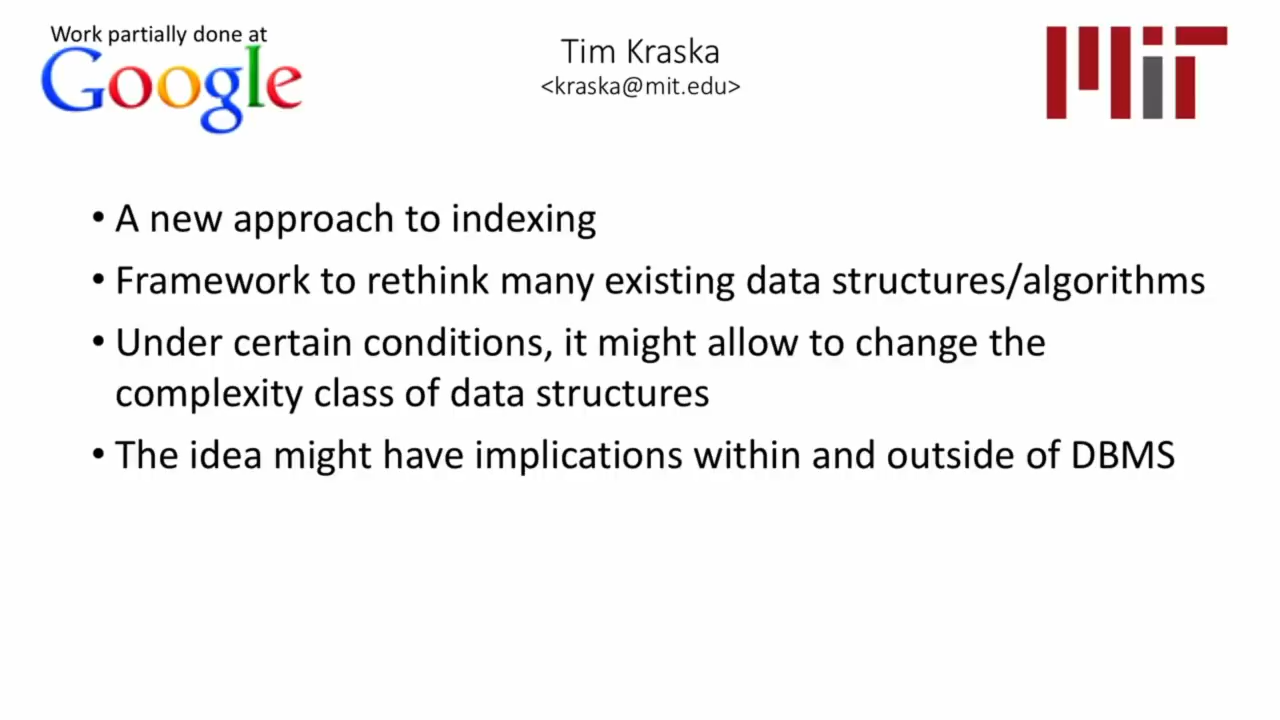 Work partially done at
Google
Tim Kraska
<kraska@mit.edu>
MIT
• A new approach to indexing
• Framework to rethink many existing data structures/algorithms
• Under certain conditions, it might allow to change the
complexity class of data structures
• The idea might have implications within and outside of DBMS